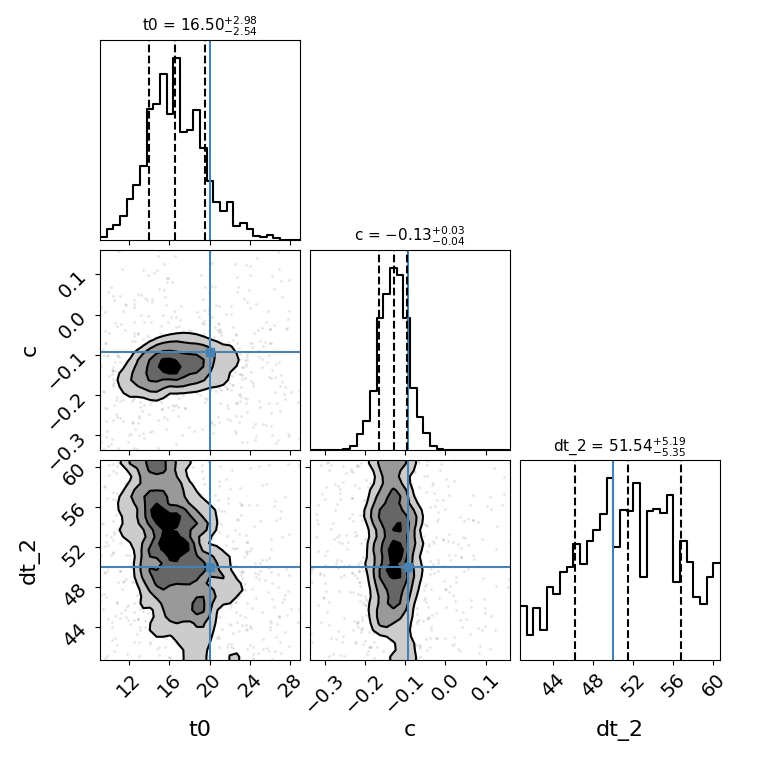 t0 = 16.50+2.98−2.54
c = −0.13+0.03−0.04
dt_2 = 51.54+5.19−5.35
0.1
0.0
−0.1
−0.2
−0.3
c
60
56
52
48
44
dt_2
12 16 20 24 28
−0.3 −0.2 −0.1 0.0 0.1
44 48 52 56 60
t0 c dt_2